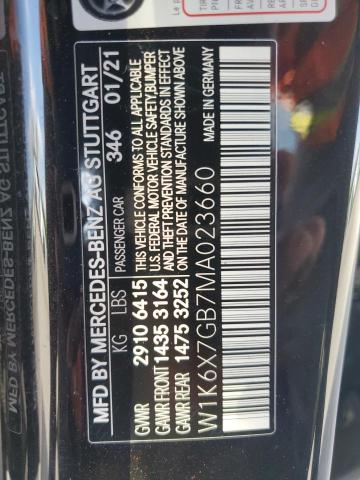 MFD BY MERCEDES-BENZ AG STUTTGART
KG LBS PASSENGER CAR 346 01/21
GMWR 2910 6415 THIS VEHICLE CONFORMS TO ALL APPLICABLE
U.S. FEDERAL MOTOR VEHICLE SAFETY, BUMPER
GAWR FRONT 1435 3164 AND THEFT PREVENTION STANDARDS IN EFFECT
GAWR REAR 1475 3252 ON THE DATE OF MANUFACTURE SHOWN ABOVE
W1K6X7GB7MA023660 MADE IN GERMANY